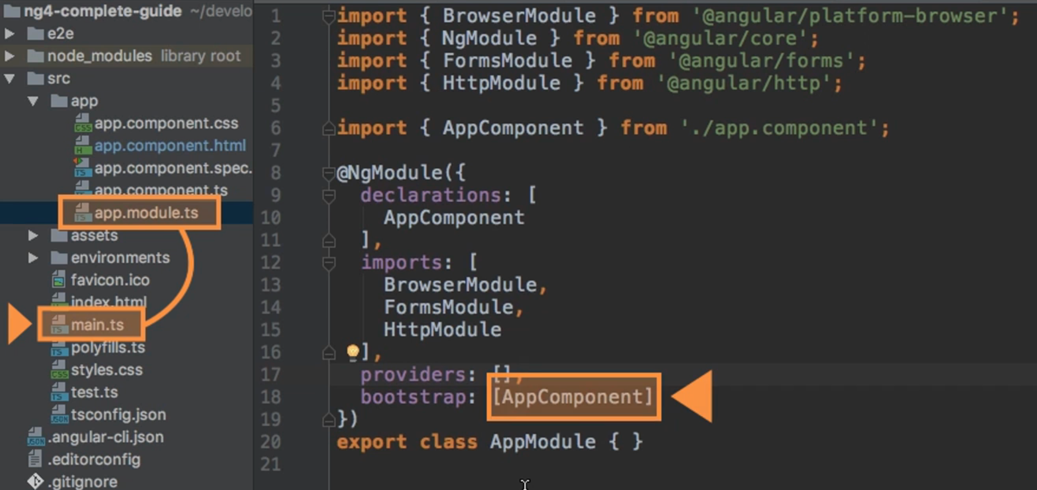 ng4-complete-guide ~/develo
e2e
node_modules library root
src
app
app.component.css
app.component.html
app.component.spec.
app.component.ts
app.module.ts
assets
environments
favicon.ico
index.html
main.ts
polyfills.ts
styles.css
test.ts
tsconfig.json
.angular-cli.json
.editorconfig
.gitignore
1 import { BrowserModule } from '@angular/platform-browser';
2 import { NgModule } from '@angular/core';
3 import { FormsModule } from '@angular/forms';
4 import { HttpModule } from '@angular/http';
5
6 import { AppComponent } from './app.component';
7
8 @NgModule({
9 declarations: [
10 AppComponent
11 ],
12 imports: [
13 BrowserModule,
14 FormsModule,
15 HttpModule
16 ],
17 providers: [],
18 bootstrap: [AppComponent]
19 })
20 export class AppModule { }
21